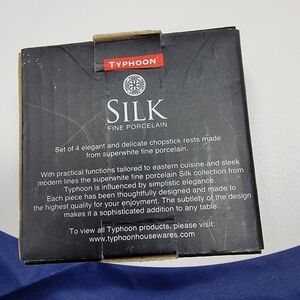 TYPHOON
SILK
FINE PORCELAIN
Set of 4 elegant and delicate chopstick rests made
from superwhite fine porcelain.
With practical functions tailored to eastern cuisine and sleek
modern lines the superwhite fine porcelain Silk collection from
Typhoon is influenced by simplistic elegance.
Each piece has been thoughtfully designed and made to
the highest quality for your enjoyment. The subtlety of the design
makes it a sophisticated addition to any table.
To view all Typhoon products, please visit:
www.typhoonhousewares.com